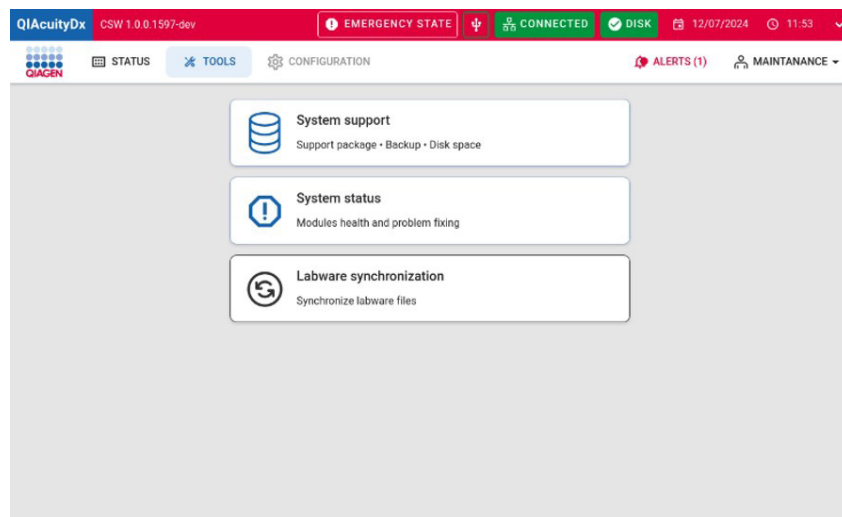 QIAcuityDx CSW 1.0.0.1597-dev EMERGENCY STATE CONNECTED DISK 12/07/2024 11:53
QIAGEN STATUS TOOLS CONFIGURATION ALERTS (1) MAINTANANCE
System support
Support package • Backup • Disk space
System status
Modules health and problem fixing
Labware synchronization
Synchronize labware files